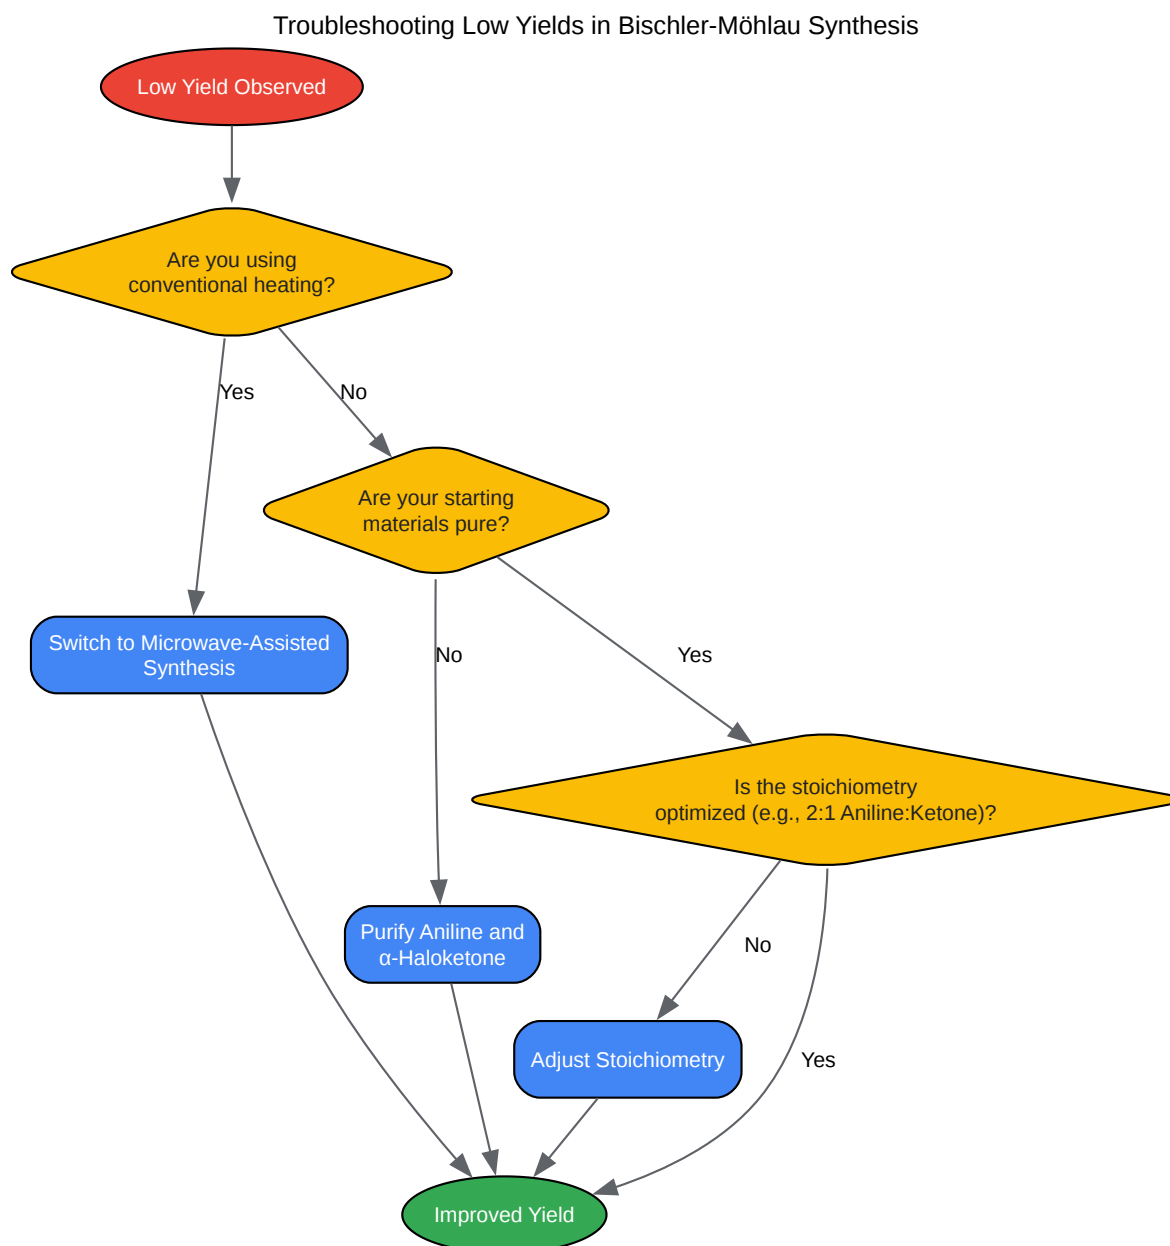 Troubleshooting Low Yields in Bischler-Möhlau Synthesis
Low Yield Observed
Are you using
conventional heating?
Yes
No
Are your starting
materials pure?
Switch to Microwave-Assisted
Synthesis
No
Yes
Is the stoichiometry
optimized (e.g., 2:1 Aniline:Ketone)?
Purify Aniline and
α-Haloketone
No
Adjust Stoichiometry
Yes
Improved Yield